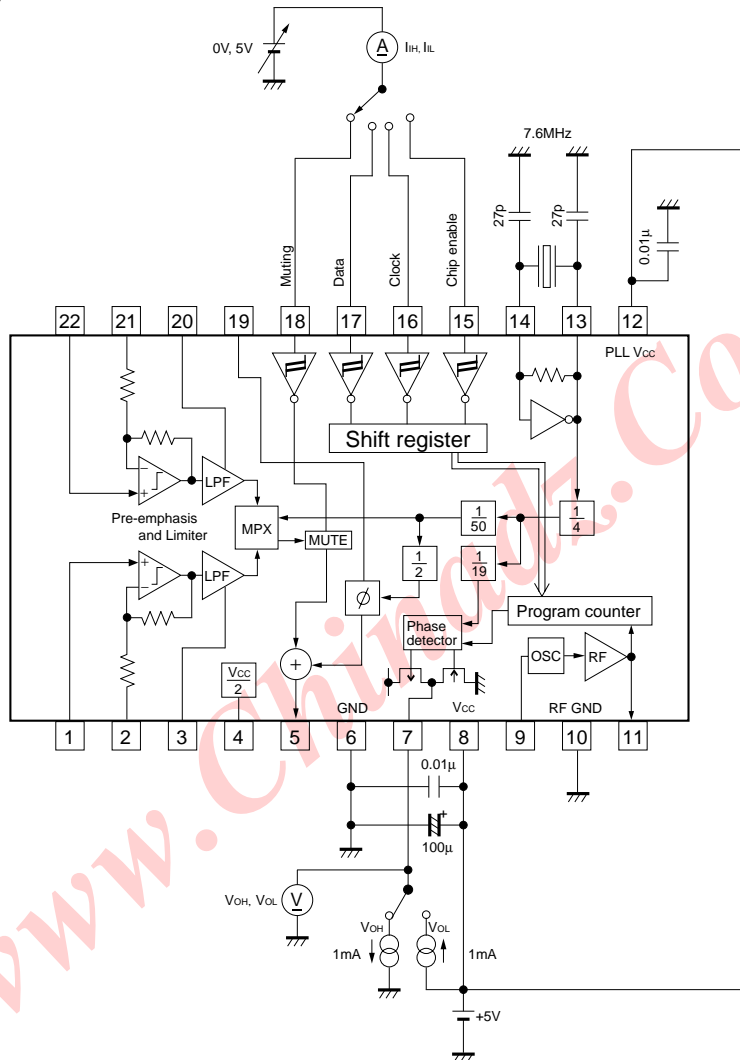 0V, 5V
A
IIH, IIL
7.6MHz
27p
27p
0.01μ
Muting
Data
Clock
Chip enable
22
21
20
19
18
17
16
15
14
13
12
PLL VCC
Shift register
LPF
Pre-emphasis
and Limiter
MPX
MUTE
1/50
1/4
1/2
1/19
LPF
ϕ
Phase
detector
Program counter
OSC
RF
VCC/2
+
GND
VCC
RF GND
1
2
3
4
5
6
7
8
9
10
11
0.01μ
+
100μ
VOH, VOL
V
VOH
VOL
1mA
1mA
+5V
www.Chinadz.Co